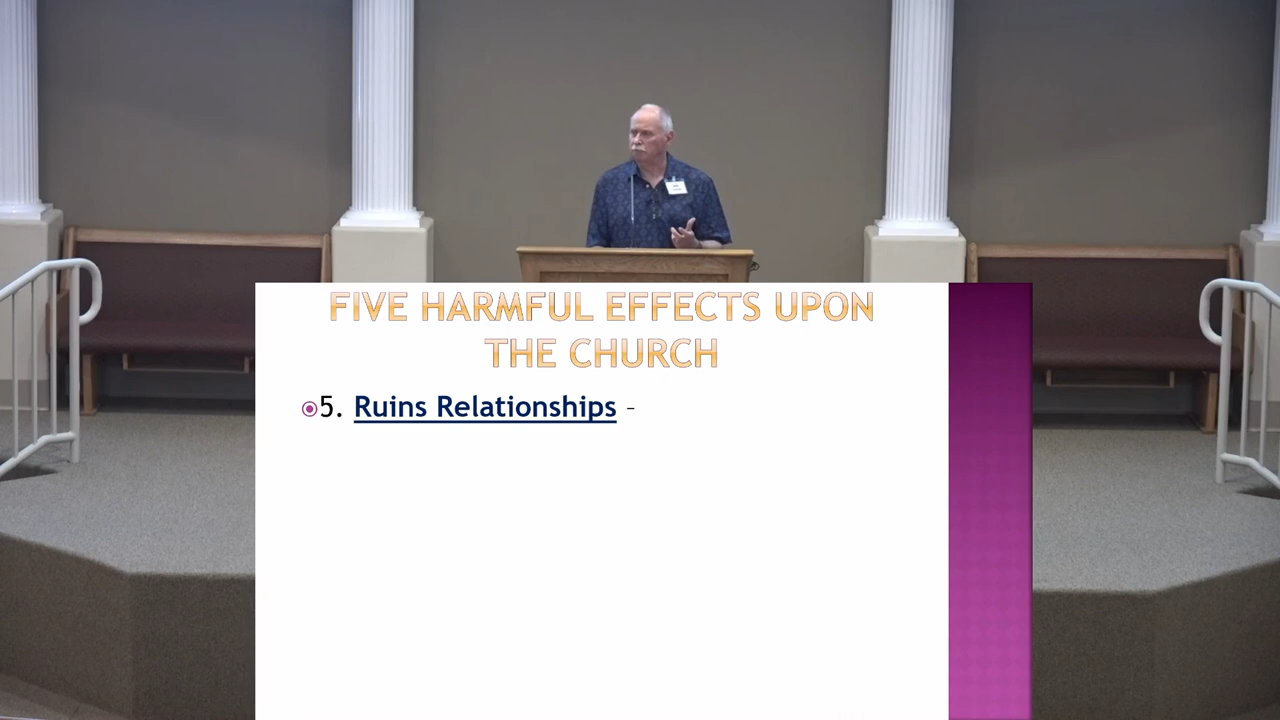 FIVE HARMFUL EFFECTS UPON
THE CHURCH
5. Ruins Relationships –